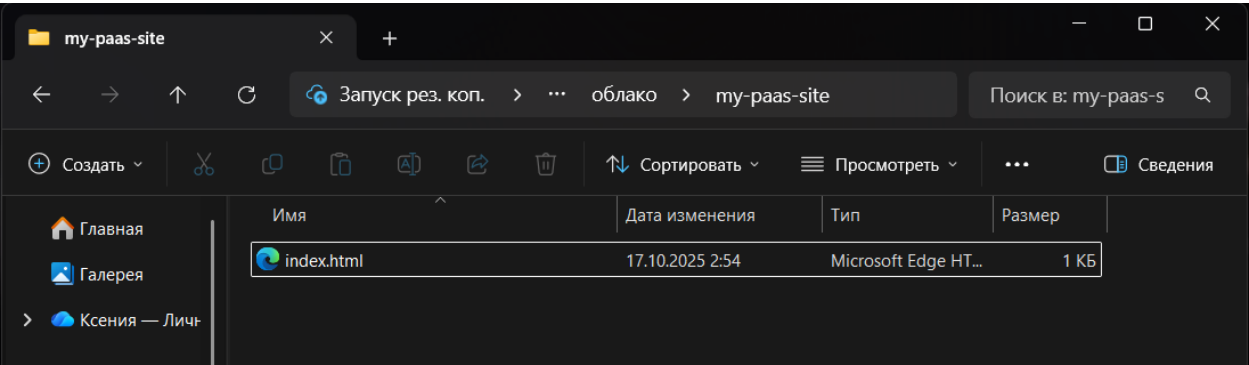 my-paas-site
Запуск рез. коп. > ... облако > my-paas-site
Поиск в: my-paas-s
Создать
Сортировать
Просмотреть
Сведения
Имя Дата изменения Тип Размер
index.html 17.10.2025 2:54 Microsoft Edge HT... 1 КБ
Главная
Галерея
Ксения — Личн